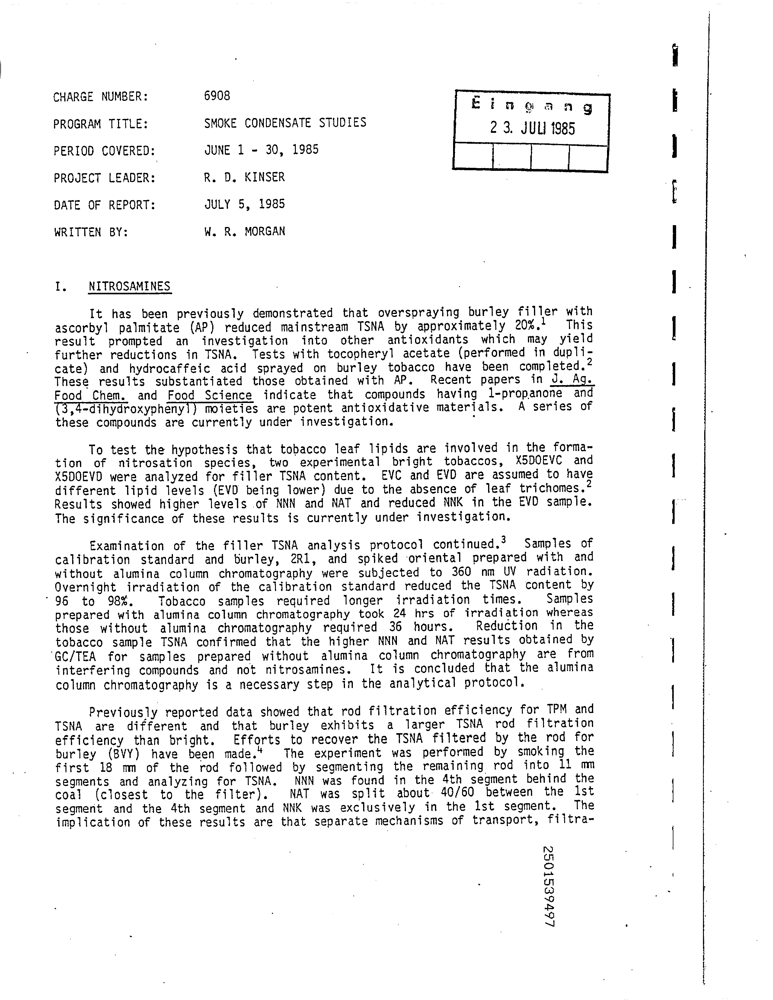 CHARGE NUMBER: 6908
PROGRAM TITLE: SMOKE CONDENSATE STUDIES
PERIOD COVERED: JUNE 1 - 30, 1985
PROJECT LEADER: R. D. KINSER
DATE OF REPORT: JULY 5, 1985
WRITTEN BY: W. R. MORGAN
Eingang
23. JULI 1985
I. NITROSAMINES
It has been previously demonstrated that overspraying burley filler with
ascorbyl palmitate (AP) reduced mainstream TSNA by approximately 20%.1 This
result prompted an investigation into other antioxidants which may yield
further reductions in TSNA. Tests with tocopheryl acetate (performed in dupli-
cate) and hydrocaffeic acid sprayed on burley tobacco have been completed.2
These results substantiated those obtained with AP. Recent papers in J. Ag.
Food Chem. and Food Science indicate that compounds having 1-propanone and
(3,4-dihydroxyphenyl) moieties are potent antioxidative materials. A series of
these compounds are currently under investigation.
To test the hypothesis that tobacco leaf lipids are involved in the forma-
tion of nitrosation species, two experimental bright tobaccos, X5DOEVC and
X5DOEVD were analyzed for filler TSNA content. EVC and EVD are assumed to have
different lipid levels (EVD being lower) due to the absence of leaf trichomes.2
Results showed higher levels of NNN and NAT and reduced NNK in the EVD sample.
The significance of these results is currently under investigation.
Examination of the filler TSNA analysis protocol continued.3 Samples of
calibration standard and burley, 2R1, and spiked oriental prepared with and
without alumina column chromatography were subjected to 360 nm UV radiation.
Overnight irradiation of the calibration standard reduced the TSNA content by
96 to 98%. Tobacco samples required longer irradiation times. Samples
prepared with alumina column chromatography took 24 hrs of irradiation whereas
those without alumina chromatography required 36 hours. Reduction in the
tobacco sample TSNA confirmed that the higher NNN and NAT results obtained by
GC/TEA for samples prepared without alumina column chromatography are from
interfering compounds and not nitrosamines. It is concluded that the alumina
column chromatography is a necessary step in the analytical protocol.
Previously reported data showed that rod filtration efficiency for TPM and
TSNA are different and that burley exhibits a larger TSNA rod filtration
efficiency than bright. Efforts to recover the TSNA filtered by the rod for
burley (BVY) have been made.4 The experiment was performed by smoking the
first 18 mm of the rod followed by segmenting the remaining rod into 11 mm
segments and analyzing for TSNA. NNN was found in the 4th segment behind the
coal (closest to the filter). NAT was split about 40/60 between the 1st
segment and the 4th segment and NNK was exclusively in the 1st segment. The
implication of these results are that separate mechanisms of transport, filtra-
2501539497